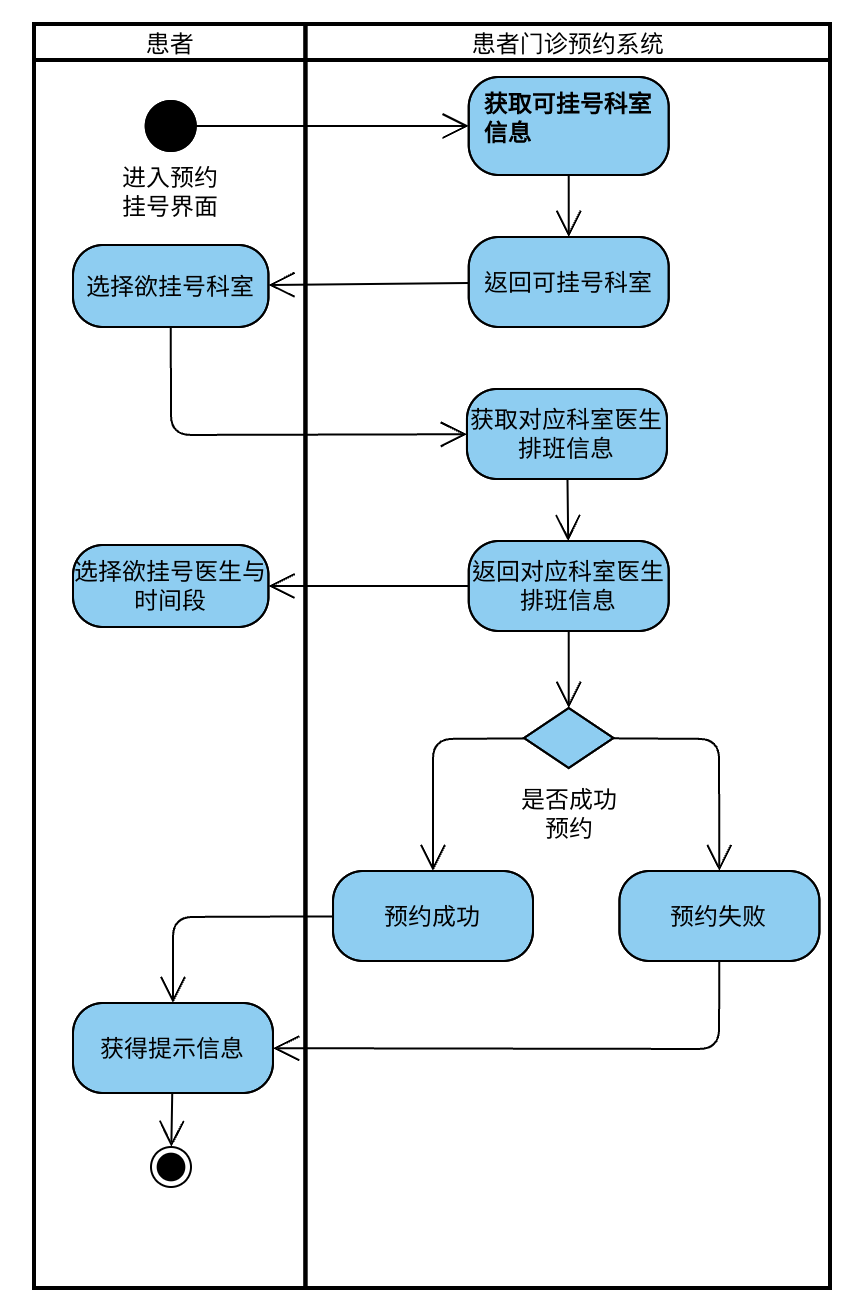 患者
患者门诊预约系统
获取可挂号科室
信息
进入预约
挂号界面
选择欲挂号科室
返回可挂号科室
获取对应科室医生
排班信息
选择欲挂号医生与
时间段
返回对应科室医生
排班信息
是否成功
预约
预约成功
预约失败
获得提示信息